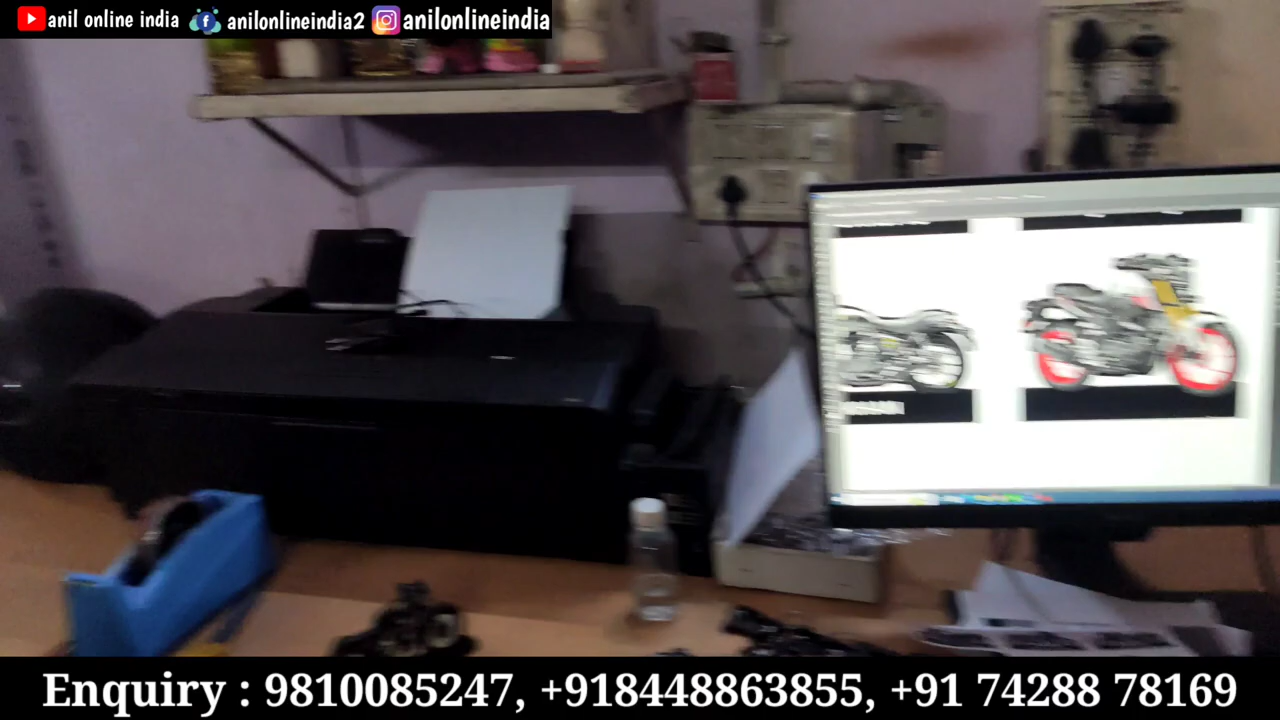 anil online india anilonlineindia2 anilonlineindia
Enquiry : 9810085247, +918448863855, +91 74288 78169